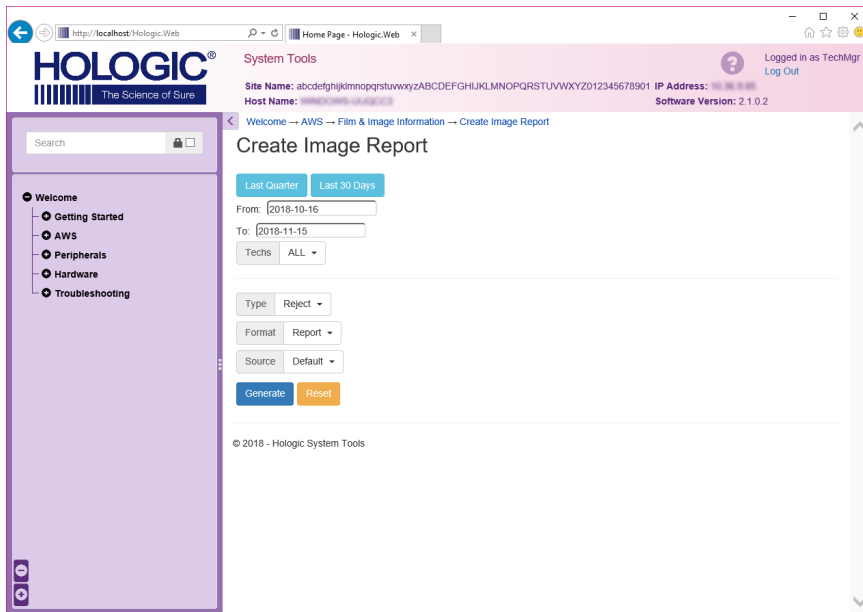 http://localhost/Hologic.Web
Home Page - Hologic.Web
HOLOGIC®
The Science of Sure
System Tools
Logged in as TechMgr
Log Out
Site Name: abcdefghijklmnopqrstuvwxyzABCDEFGHIJKLMNOPQRSTUVWXYZ012345678901 IP Address:
Host Name:
Software Version: 2.1.0.2
Search
Welcome
Getting Started
AWS
Peripherals
Hardware
Troubleshooting
Welcome → AWS → Film & Image Information → Create Image Report
Create Image Report
Last Quarter Last 30 Days
From: 2018-10-16
To: 2018-11-15
Techs ALL
Type Reject
Format Report
Source Default
Generate Reset
© 2018 - Hologic System Tools